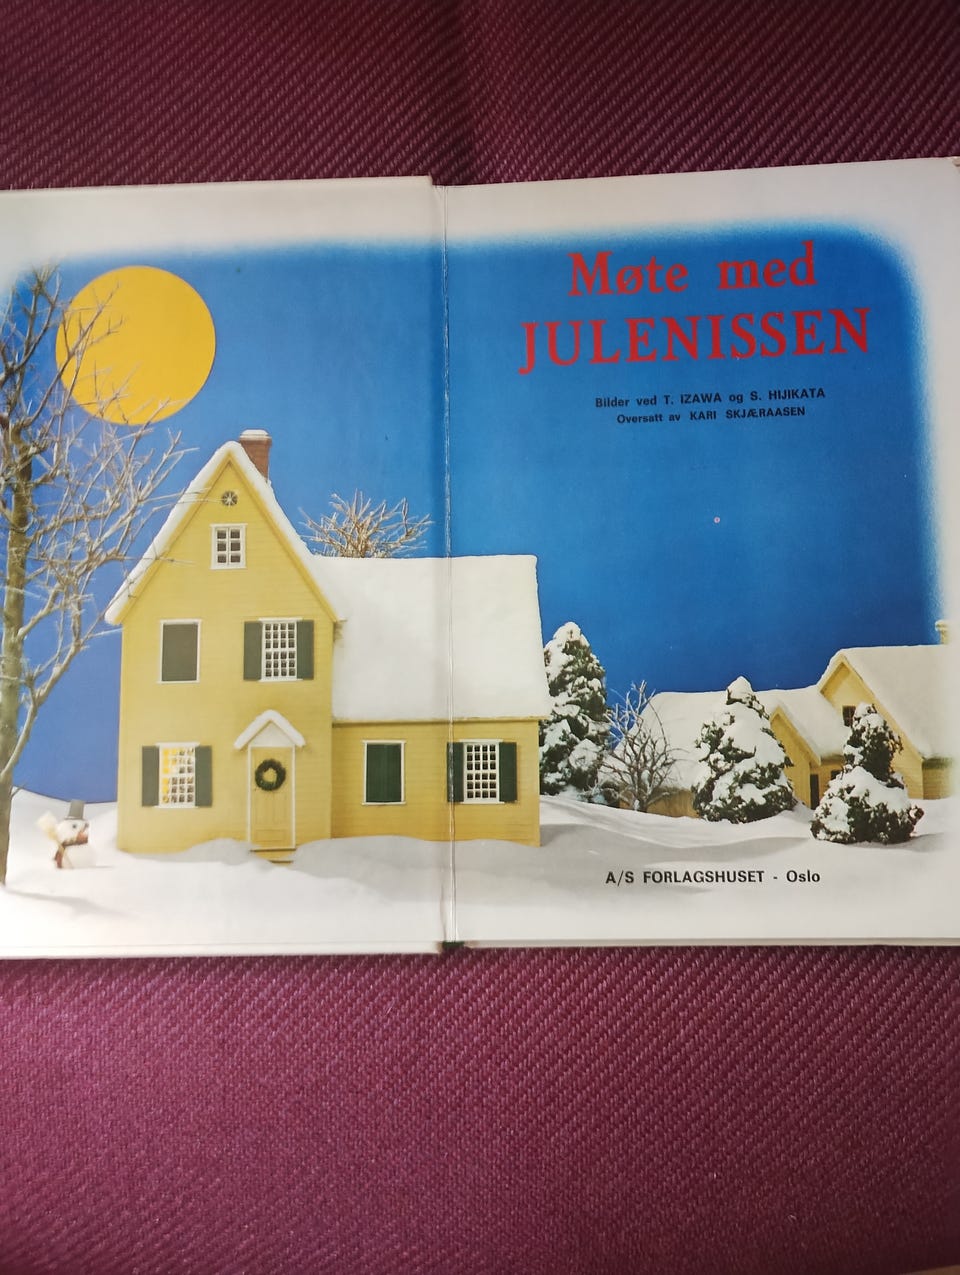 Møte med
JULENISSEN
Bilder ved T. IZAWA og S. HIJIKATA
Oversatt av KARI SKJÆRAASEN
A/S FORLAGSHUSET - Oslo